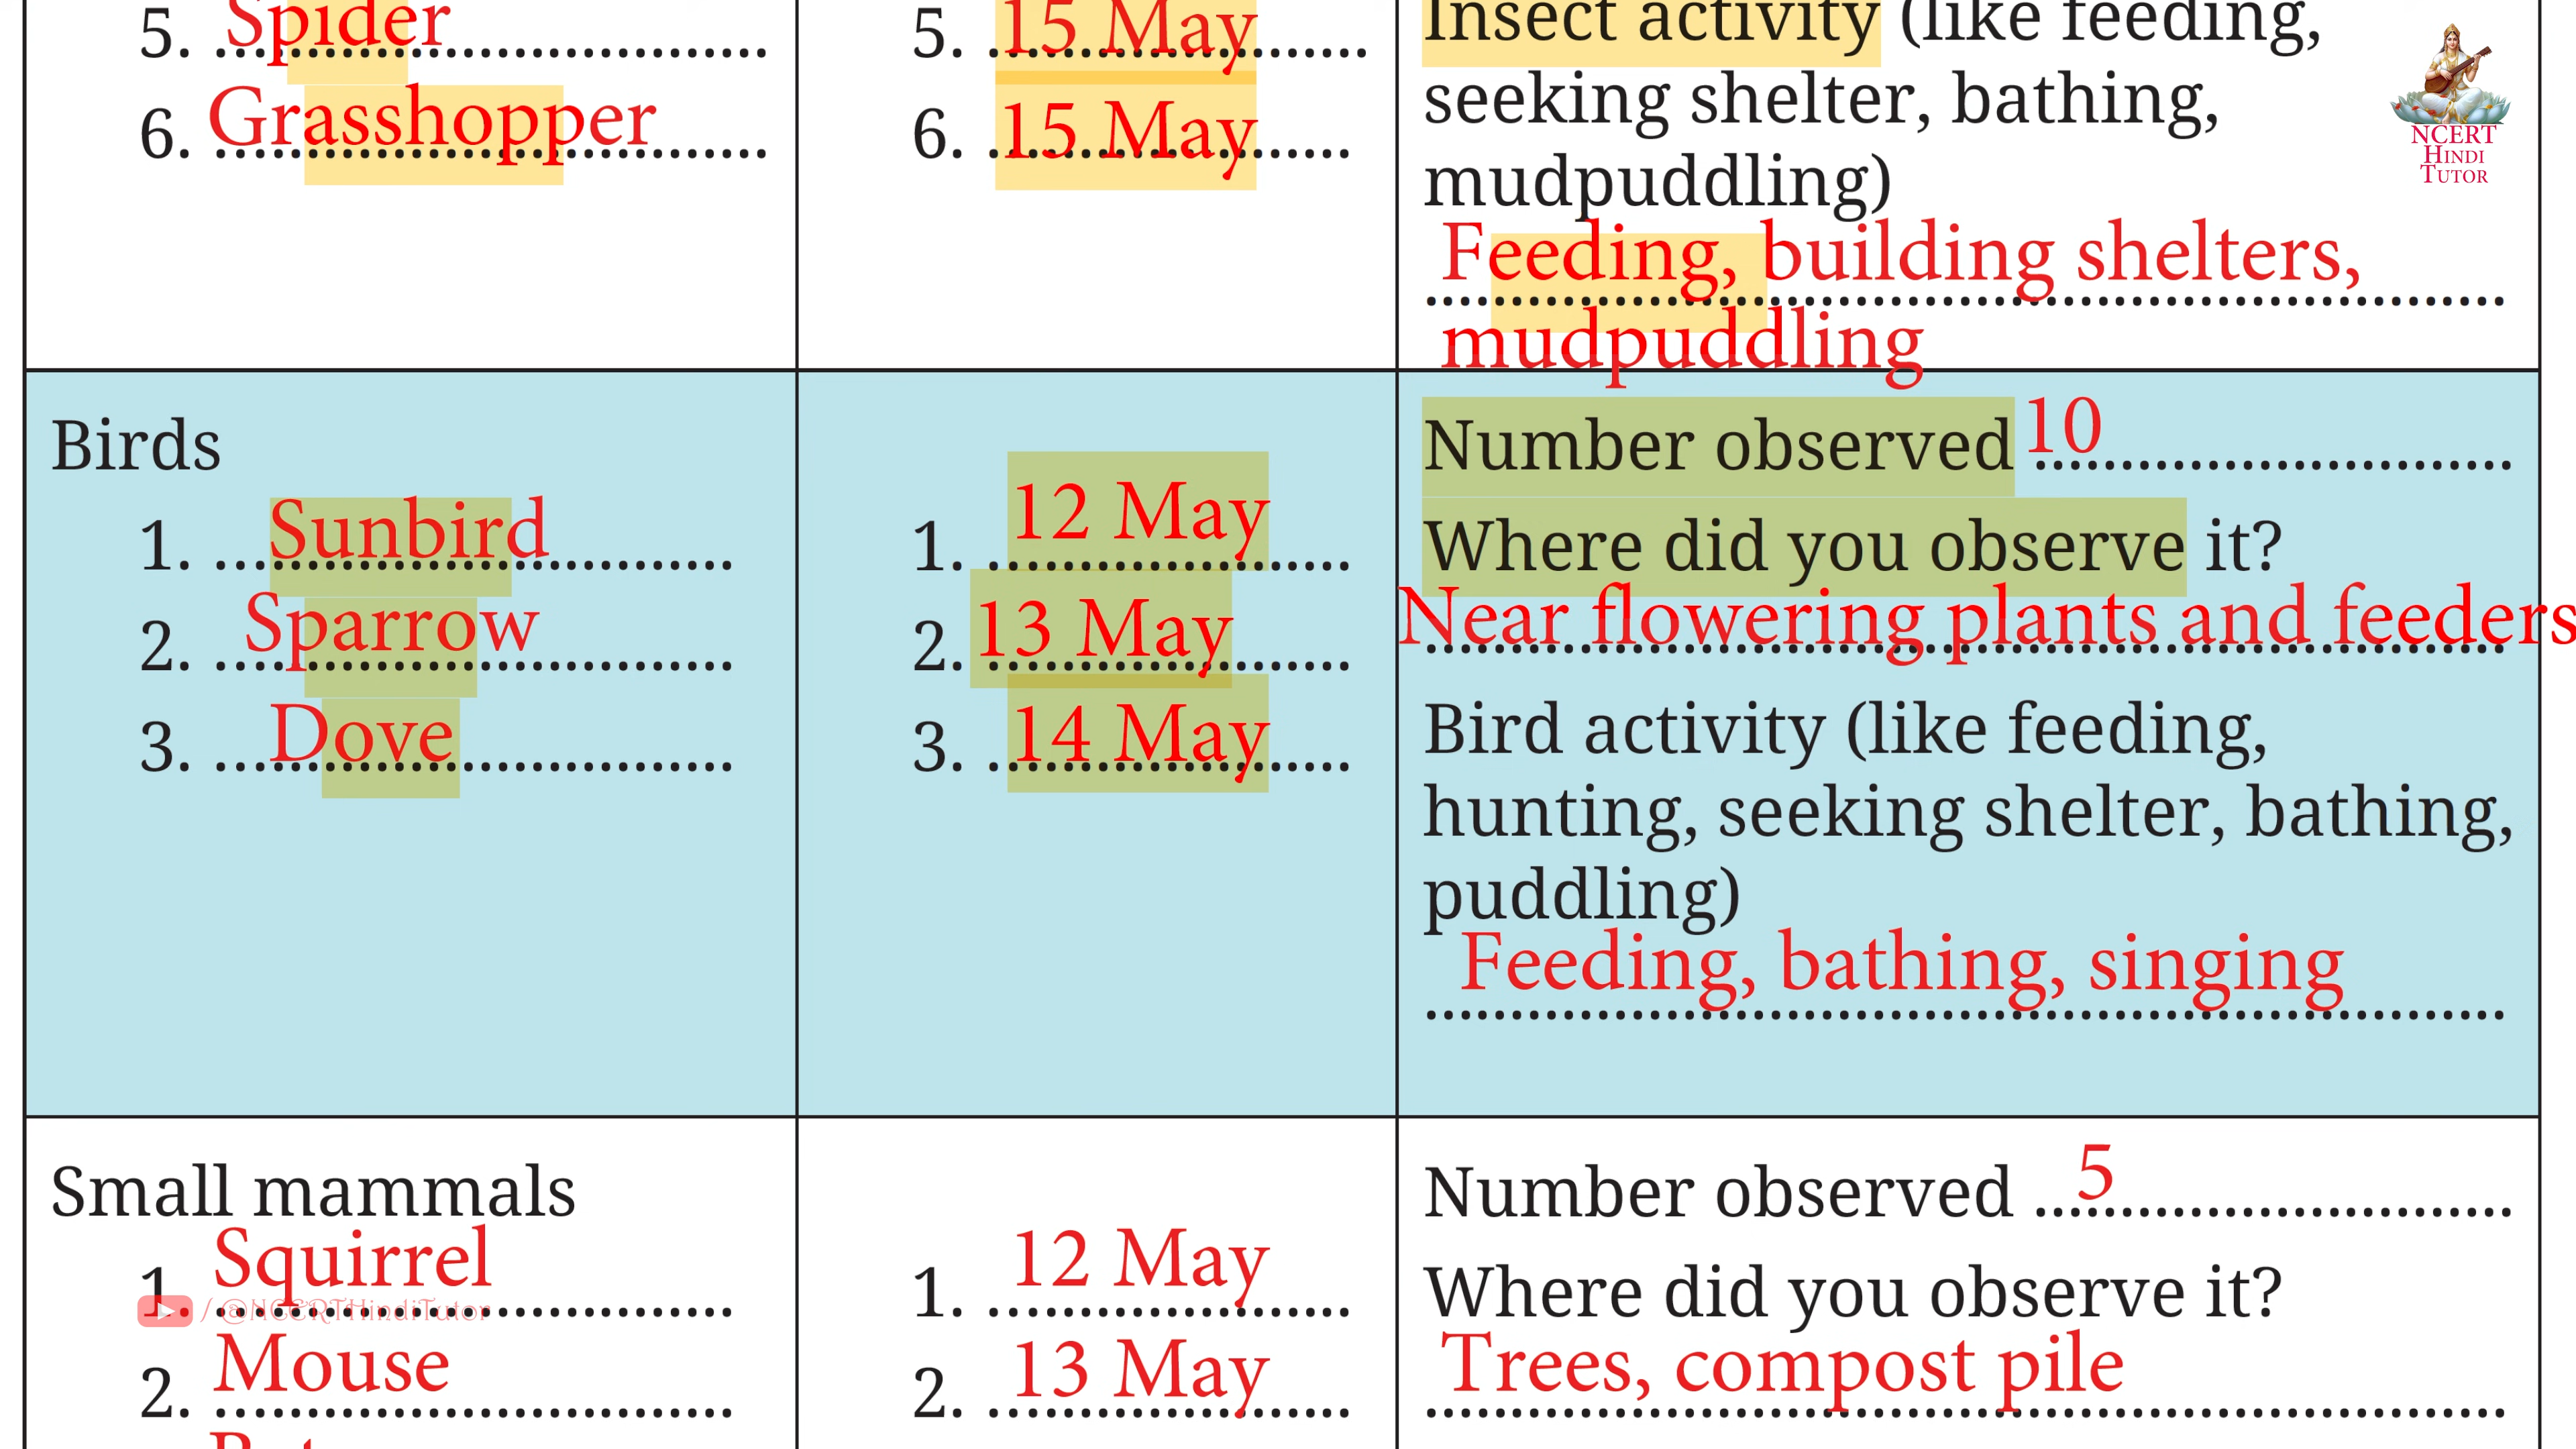 5. Spider
5. 15 May
Insect activity (like feeding,
seeking shelter, bathing,
mudpuddling)
6. Grasshopper
6. 15 May
Feeding, building shelters,
mudpuddling
NCERT
HINDI
TUTOR
Birds
1. Sunbird
2. Sparrow
3. Dove
1. 12 May
2. 13 May
3. 14 May
Number observed 10
Where did you observe it?
Near flowering plants and feeders
Bird activity (like feeding,
hunting, seeking shelter, bathing,
puddling)
Feeding, bathing, singing
Small mammals
1. Squirrel
/ @NCERTHindiTutor
2. Mouse
1. 12 May
2. 13 May
Number observed 5
Where did you observe it?
Trees, compost pile